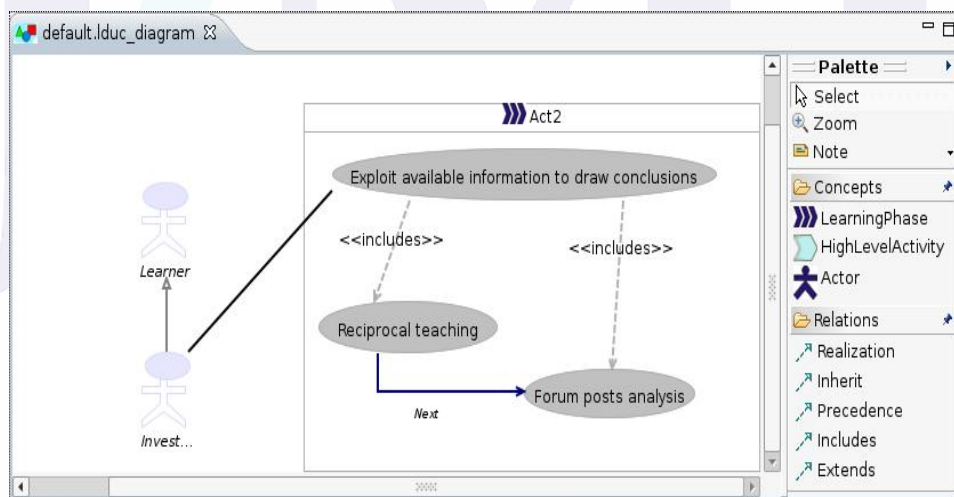 default.lduc_diagram
Act2
Exploit available information to draw conclusions
<<includes>>
<<includes>>
Learner
Reciprocal teaching
Forum posts analysis
Next
Invest...
Palette
Select
Zoom
Note
Concepts
LearningPhase
HighLevelActivity
Actor
Relations
Realization
Inherit
Precedence
Includes
Extends